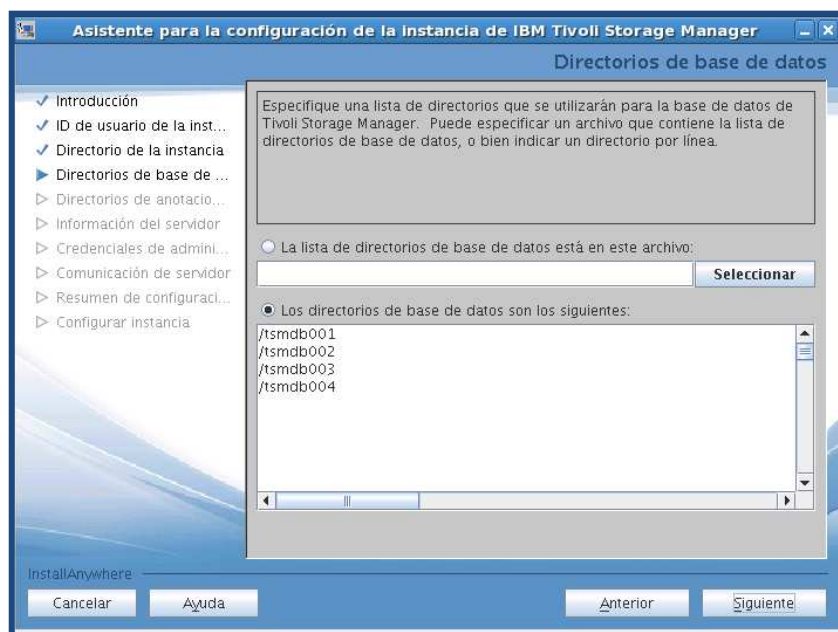 Asistente para la configuración de la instancia de IBM Tivoli Storage Manager
Directorios de base de datos
Introducción
ID de usuario de la inst...
Directorio de la instancia
Directorios de base de ...
Directorios de anotacio...
Información del servidor
Credenciales de admini...
Comunicación de servidor
Resumen de configuraci...
Configurar instancia
Especifique una lista de directorios que se utilizarán para la base de datos de
Tivoli Storage Manager. Puede especificar un archivo que contiene la lista de
directorios de base de datos, o bien indicar un directorio por línea.
La lista de directorios de base de datos está en este archivo:
Seleccionar
Los directorios de base de datos son los siguientes:
/tsmdb001
/tsmdb002
/tsmdb003
/tsmdb004
InstallAnywhere
Cancelar
Ayuda
Anterior
Siguiente